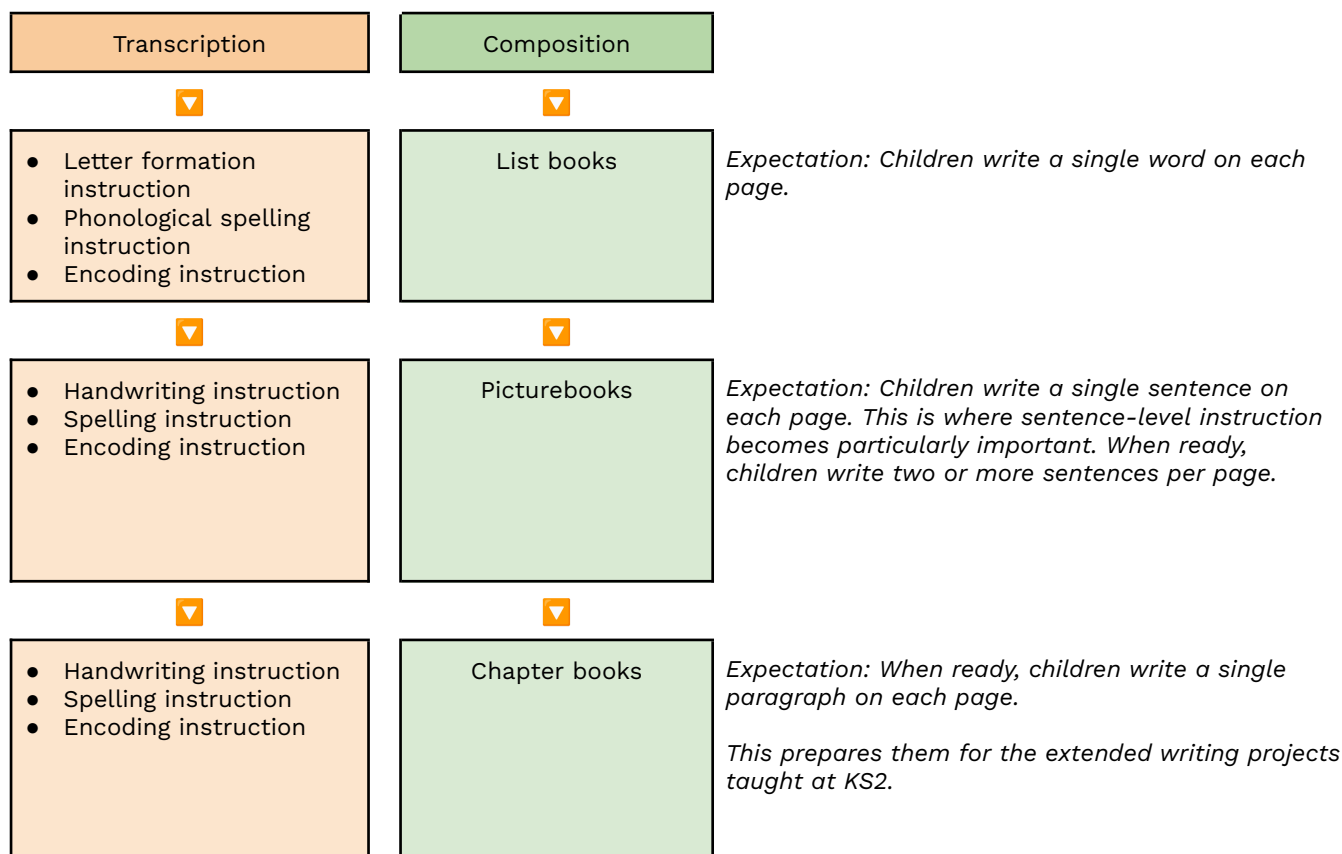 Transcription
Composition
● Letter formation
instruction
● Phonological spelling
instruction
● Encoding instruction
List books
Expectation: Children write a single word on each
page.
● Handwriting instruction
● Spelling instruction
● Encoding instruction
Picturebooks
Expectation: Children write a single sentence on
each page. This is where sentence-level instruction
becomes particularly important. When ready,
children write two or more sentences per page.
● Handwriting instruction
● Spelling instruction
● Encoding instruction
Chapter books
Expectation: When ready, children write a single
paragraph on each page.
This prepares them for the extended writing projects
taught at KS2.